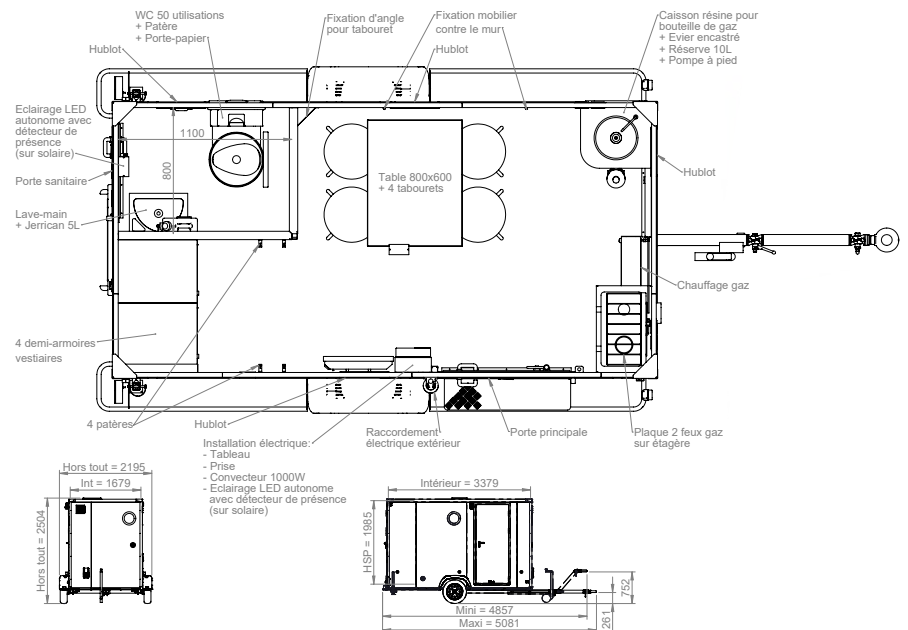 WC 50 utilisations
+ Patère
+ Porte-papier
Hublot
Fixation d'angle
pour tabouret
Fixation mobilier
contre le mur
Hublot
Caisson résine pour
bouteille de gaz
+ Evier encastré
+ Réserve 10L
+ Pompe à pied
Eclairage LED
autonome avec
détecteur de
présence
(sur solaire)
Porte sanitaire
Lave-main
+ Jerrican 5L
1100
800
Table 800x600
+ 4 tabourets
Hublot
Chauffage gaz
4 demi-armoires
vestiaires
4 patères
Hublot
Installation électrique:
- Tableau
- Prise
- Convecteur 1000W
- Eclairage LED autonome
avec détecteur de présence
(sur solaire)
Raccordement
électrique extérieur
Porte principale
Plaque 2 feux gaz
sur étagère
Hors tout = 2195
Int = 1679
Hors tout = 2504
Intérieur = 3379
HSP = 1985
Mini = 4857
Maxi = 5081
261
752